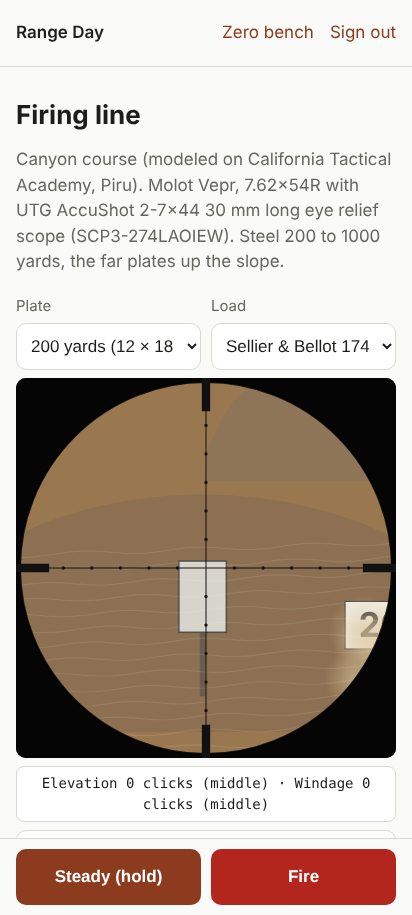 Range Day
Zero bench
Sign out
Firing line
Canyon course (modeled on California Tactical
Academy, Piru). Molot Vepr, 7.62×54R with
UTG AccuShot 2-7×44 30 mm long eye relief
scope (SCP3-274LAOIEW). Steel 200 to 1000
yards, the far plates up the slope.
Plate
Load
200 yards (12 × 18
Sellier & Bellot 174
Elevation 0 clicks (middle) · Windage 0
clicks (middle)
Steady (hold)
Fire